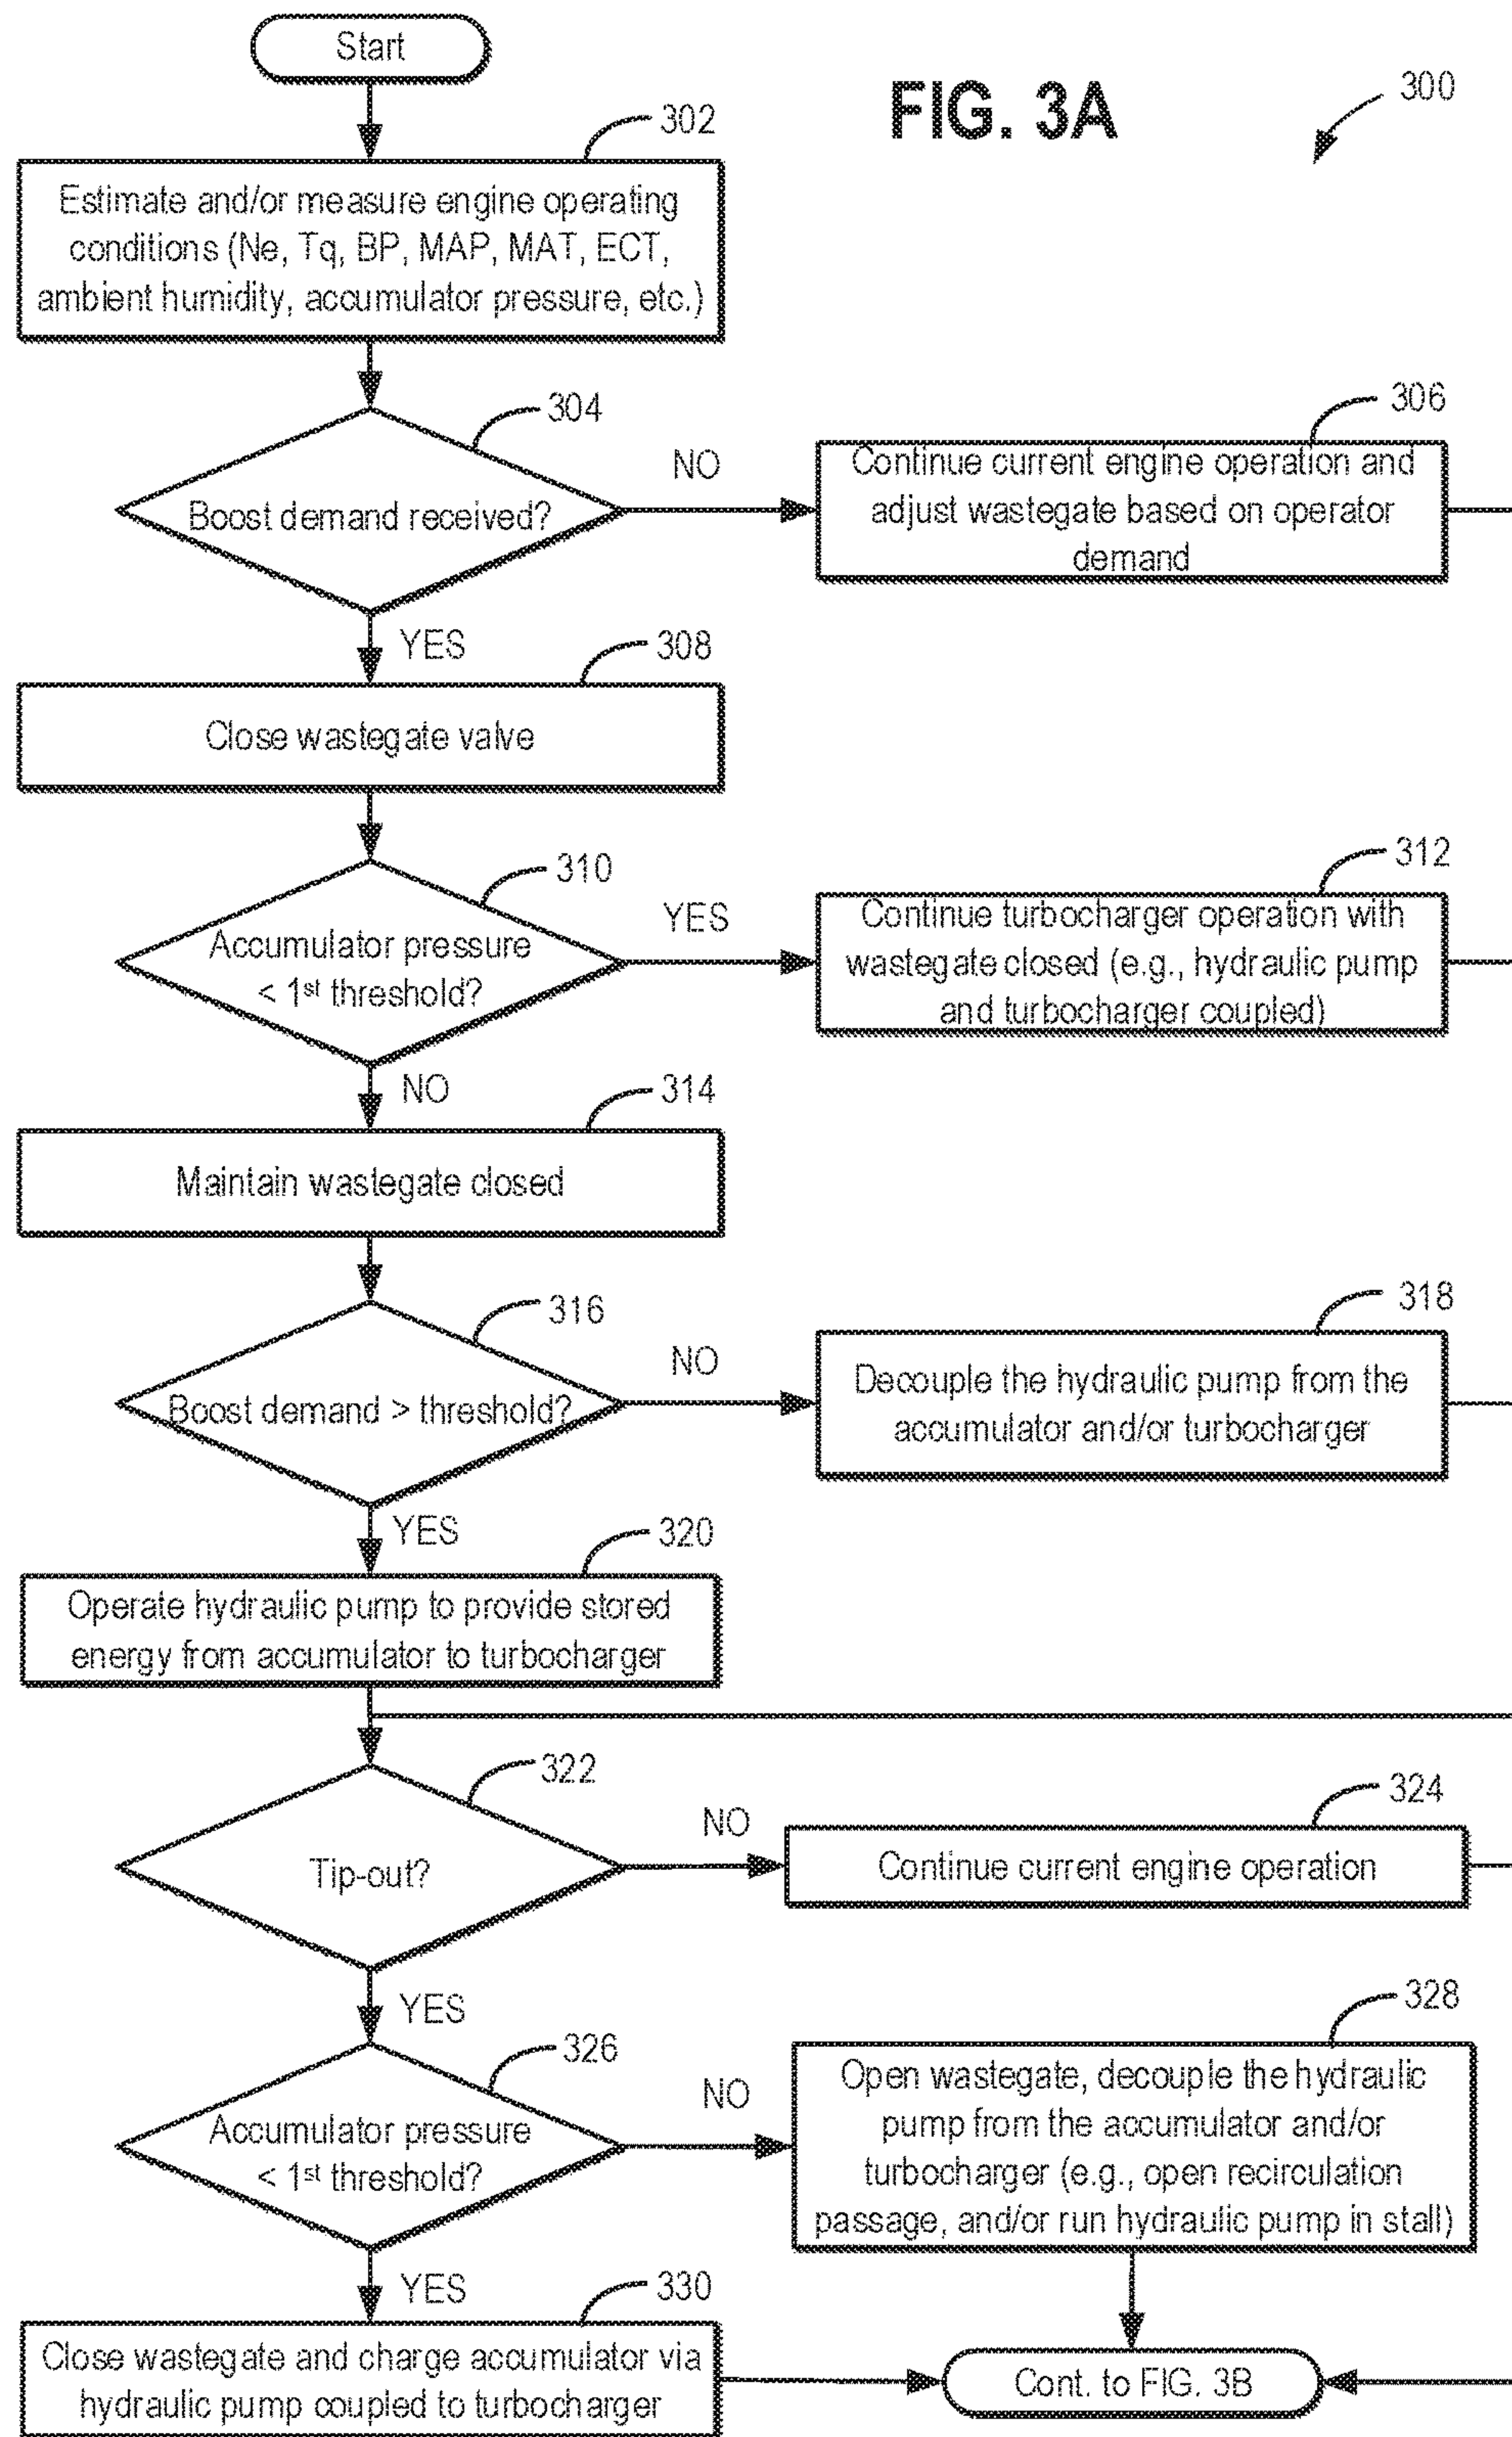 Start
FIG. 3A
300
302
Estimate and/or measure engine operating
conditions (Ne, Tq, BP, MAP, MAT, ECT,
ambient humidity, accumulator pressure, etc.)
304
Boost demand received?
NO
306
Continue current engine operation and
adjust wastegate based on operator
demand
YES
308
Close wastegate valve
310
Accumulator pressure
< 1st threshold?
YES
312
Continue turbocharger operation with
wastegate closed (e.g., hydraulic pump
and turbocharger coupled)
NO
314
Maintain wastegate closed
316
Boost demand > threshold?
NO
318
Decouple the hydraulic pump from the
accumulator and/or turbocharger
YES
320
Operate hydraulic pump to provide stored
energy from accumulator to turbocharger
322
Tip-out?
NO
324
Continue current engine operation
YES
326
Accumulator pressure
< 1st threshold?
NO
328
Open wastegate, decouple the hydraulic
pump from the accumulator and/or
turbocharger (e.g., open recirculation
passage, and/or run hydraulic pump in stall)
YES
330
Close wastegate and charge accumulator via
hydraulic pump coupled to turbocharger
Cont. to FIG. 3B